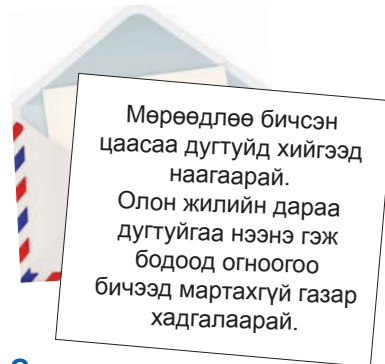 Мөрөөдлөө бичсэн
цаасаа дугтуйд хийгээд
наагаарай.
Олон жилийн дараа
дугтуйгаа нээнэ гэж
бодоод огноогоо
бичээд мартахгүй газар
хадгалаарай.